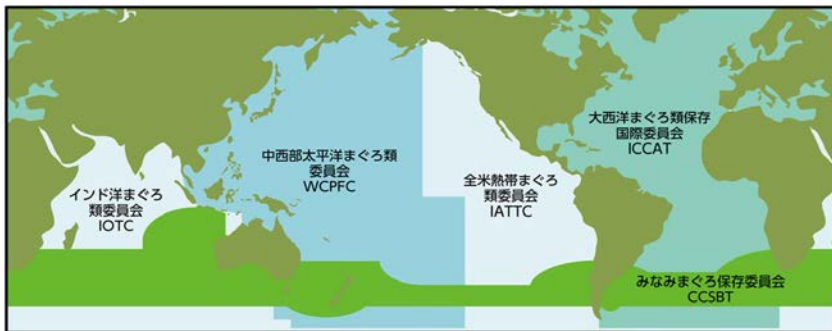 インド洋まぐろ
類委員会
IOTC
中西部太平洋まぐろ類
委員会
WCPFC
全米熱帯まぐろ
類委員会
IATTC
大西洋まぐろ類保存
国際委員会
ICCAT
みなみまぐろ保存委員会
CCSBT